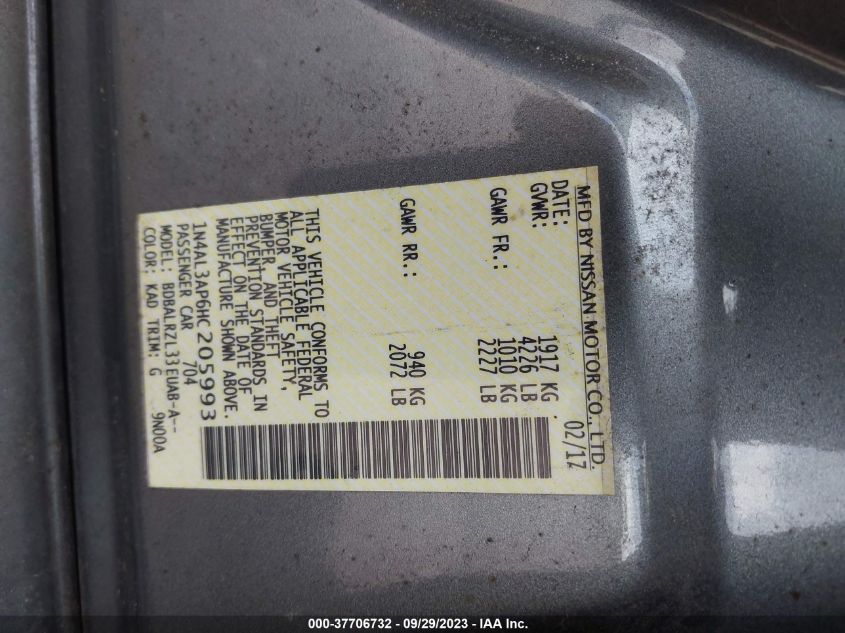 MFD BY NISSAN MOTOR CO., LTD.
DATE: 02/17
GVWR: 1917 KG
4226 LB
GAWR FR.: 1010 KG
2227 LB
GAWR RR.: 940 KG
2072 LB
THIS VEHICLE CONFORMS TO
ALL APPLICABLE FEDERAL
MOTOR VEHICLE SAFETY,
BUMPER, AND THEFT
PREVENTION STANDARDS IN
EFFECT ON THE DATE OF
MANUFACTURE SHOWN ABOVE.
1N4AL3AP6HC205993
PASSENGER CAR 704
MODEL: BDBALRZL33EUAB-A--
COLOR: KAD TRIM: G 9N00A
000-37706732 - 09/29/2023 - IAA Inc.